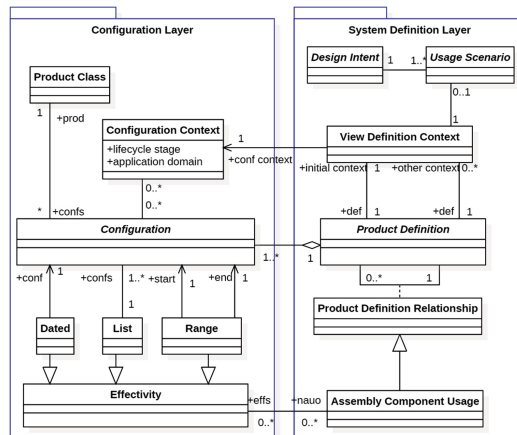 Configuration Layer
System Definition Layer
Design Intent
1
1..*
Usage Scenario
Product Class
1
+prod
0..1
1
Configuration Context
+lifecycle stage
+application domain
1
+conf context
View Definition Context
+initial context
1
+other context
0..*
0..*
0..*
*
+confs
+def
1
+def
1
Configuration
1..*
1
Product Definition
+conf
1
+confs
1..*
1
+start
1
+end
1
0..*
1
Product Definition Relationship
Dated
List
Range
Effectivity
+effs
0..*
+nauo
0..*
Assembly Component Usage